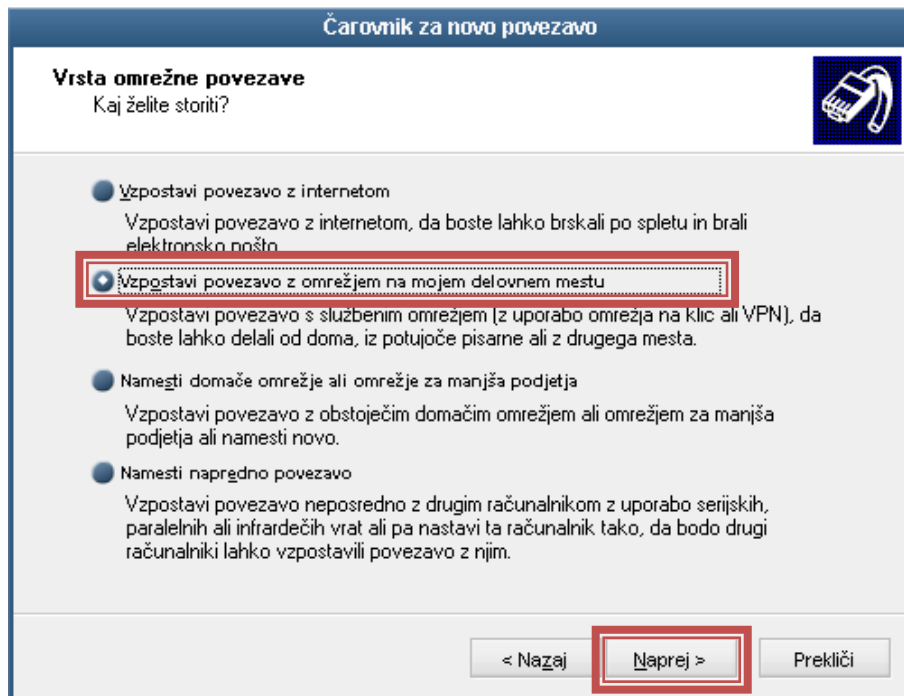 Čarovnik za novo povezavo
Vrsta omrežne povezave
Kaj želite storiti?
Vzpostavi povezavo z internetom
Vzpostavi povezavo z internetom, da boste lahko brskali po spletu in brali
elektronsko pošto.
Vzpostavi povezavo z omrežjem na mojem delovnem mestu
Vzpostavi povezavo s službenim omrežjem (z uporabo omrežja na klic ali VPN), da
boste lahko delali od doma, iz potujoče pisarne ali z drugega mesta.
Namesti domače omrežje ali omrežje za manjša podjetja
Vzpostavi povezavo z obstoječim domačim omrežjem ali omrežjem za manjša
podjetja ali namesti novo.
Namesti napredno povezavo
Vzpostavi povezavo neposredno z drugim računalnikom z uporabo serijskih,
paralelnih ali infrardečih vrat ali pa nastavi ta računalnik tako, da bodo drugi
računalniki lahko vzpostavili povezavo z njim.
< Nazaj
Naprej >
Prekliči